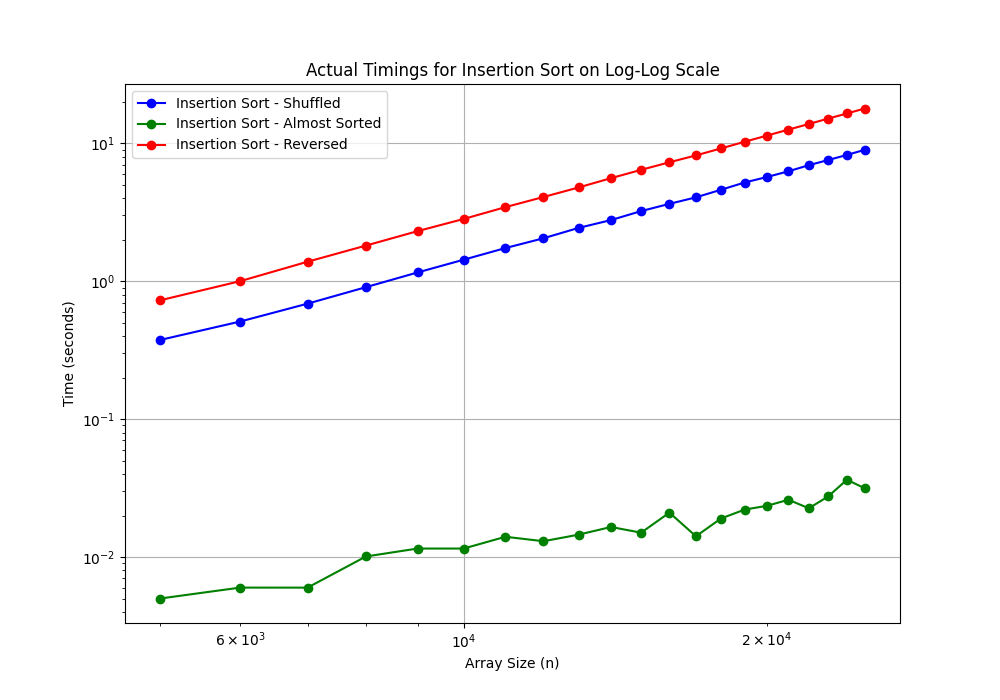 Actual Timings for Insertion Sort on Log-Log Scale
Insertion Sort - Shuffled
Insertion Sort - Almost Sorted
Insertion Sort - Reversed
10¹
10⁰
10⁻¹
10⁻²
Time (seconds)
6 × 10³
10⁴
2 × 10⁴
Array Size (n)